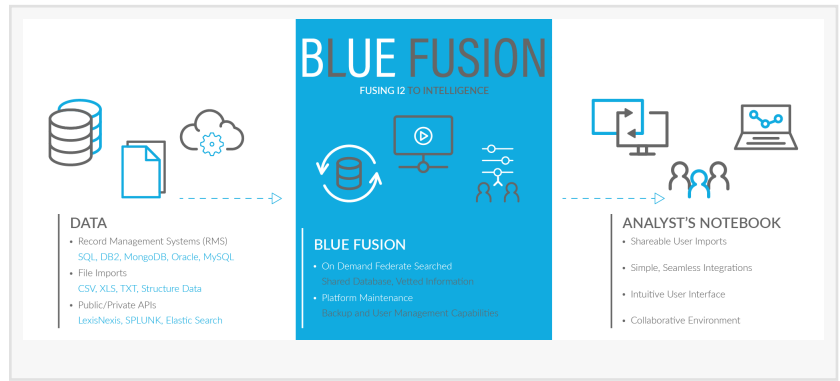 BLUE FUSION
FUSING I2 TO INTELLIGENCE
DATA
• Record Management Systems (RMS)
SQL, DB2, MongoDB, Oracle, MySQL
• File Imports
CSV, XLS, TXT, Structure Data
• Public/Private APIs
LexisNexis, SPLUNK, Elastic Search
BLUE FUSION
• On Demand Federate Searched
Shared Database, Vetted Information
• Platform Maintenance
Backup and User Management Capabilities
ANALYST'S NOTEBOOK
• Shareable User Imports
• Simple, Seamless Integrations
• Intuitive User Interface
• Collaborative Environment